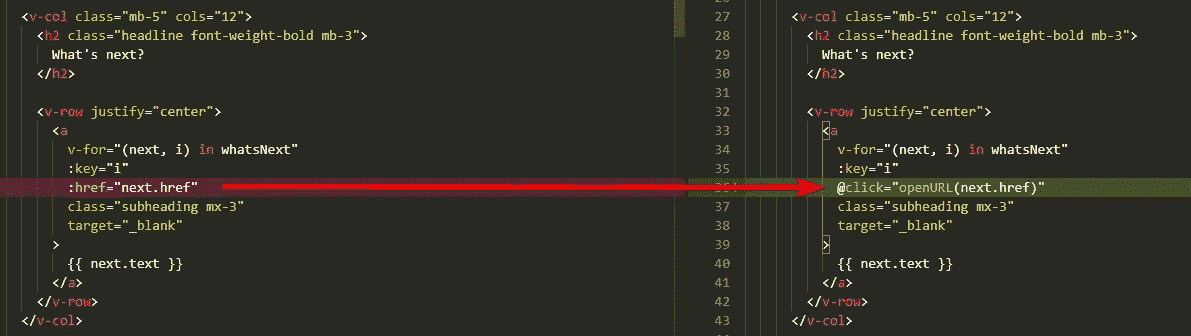 <v-col class="mb-5" cols="12">
<h2 class="headline font-weight-bold mb-3">
What's next?
</h2>
<v-row justify="center">
<a
v-for="(next, i) in whatsNext"
:key="i"
:href="next.href"
class="subheading mx-3"
target="_blank"
>
{{ next.text }}
</a>
</v-row>
</v-col>
27 <v-col class="mb-5" cols="12">
28 <h2 class="headline font-weight-bold mb-3">
29 What's next?
30 </h2>
31
32 <v-row justify="center">
33 <a
34 v-for="(next, i) in whatsNext"
35 :key="i"
@click="openURL(next.href)"
37 class="subheading mx-3"
38 target="_blank"
39 >
40 {{ next.text }}
41 </a>
42 </v-row>
43 </v-col>